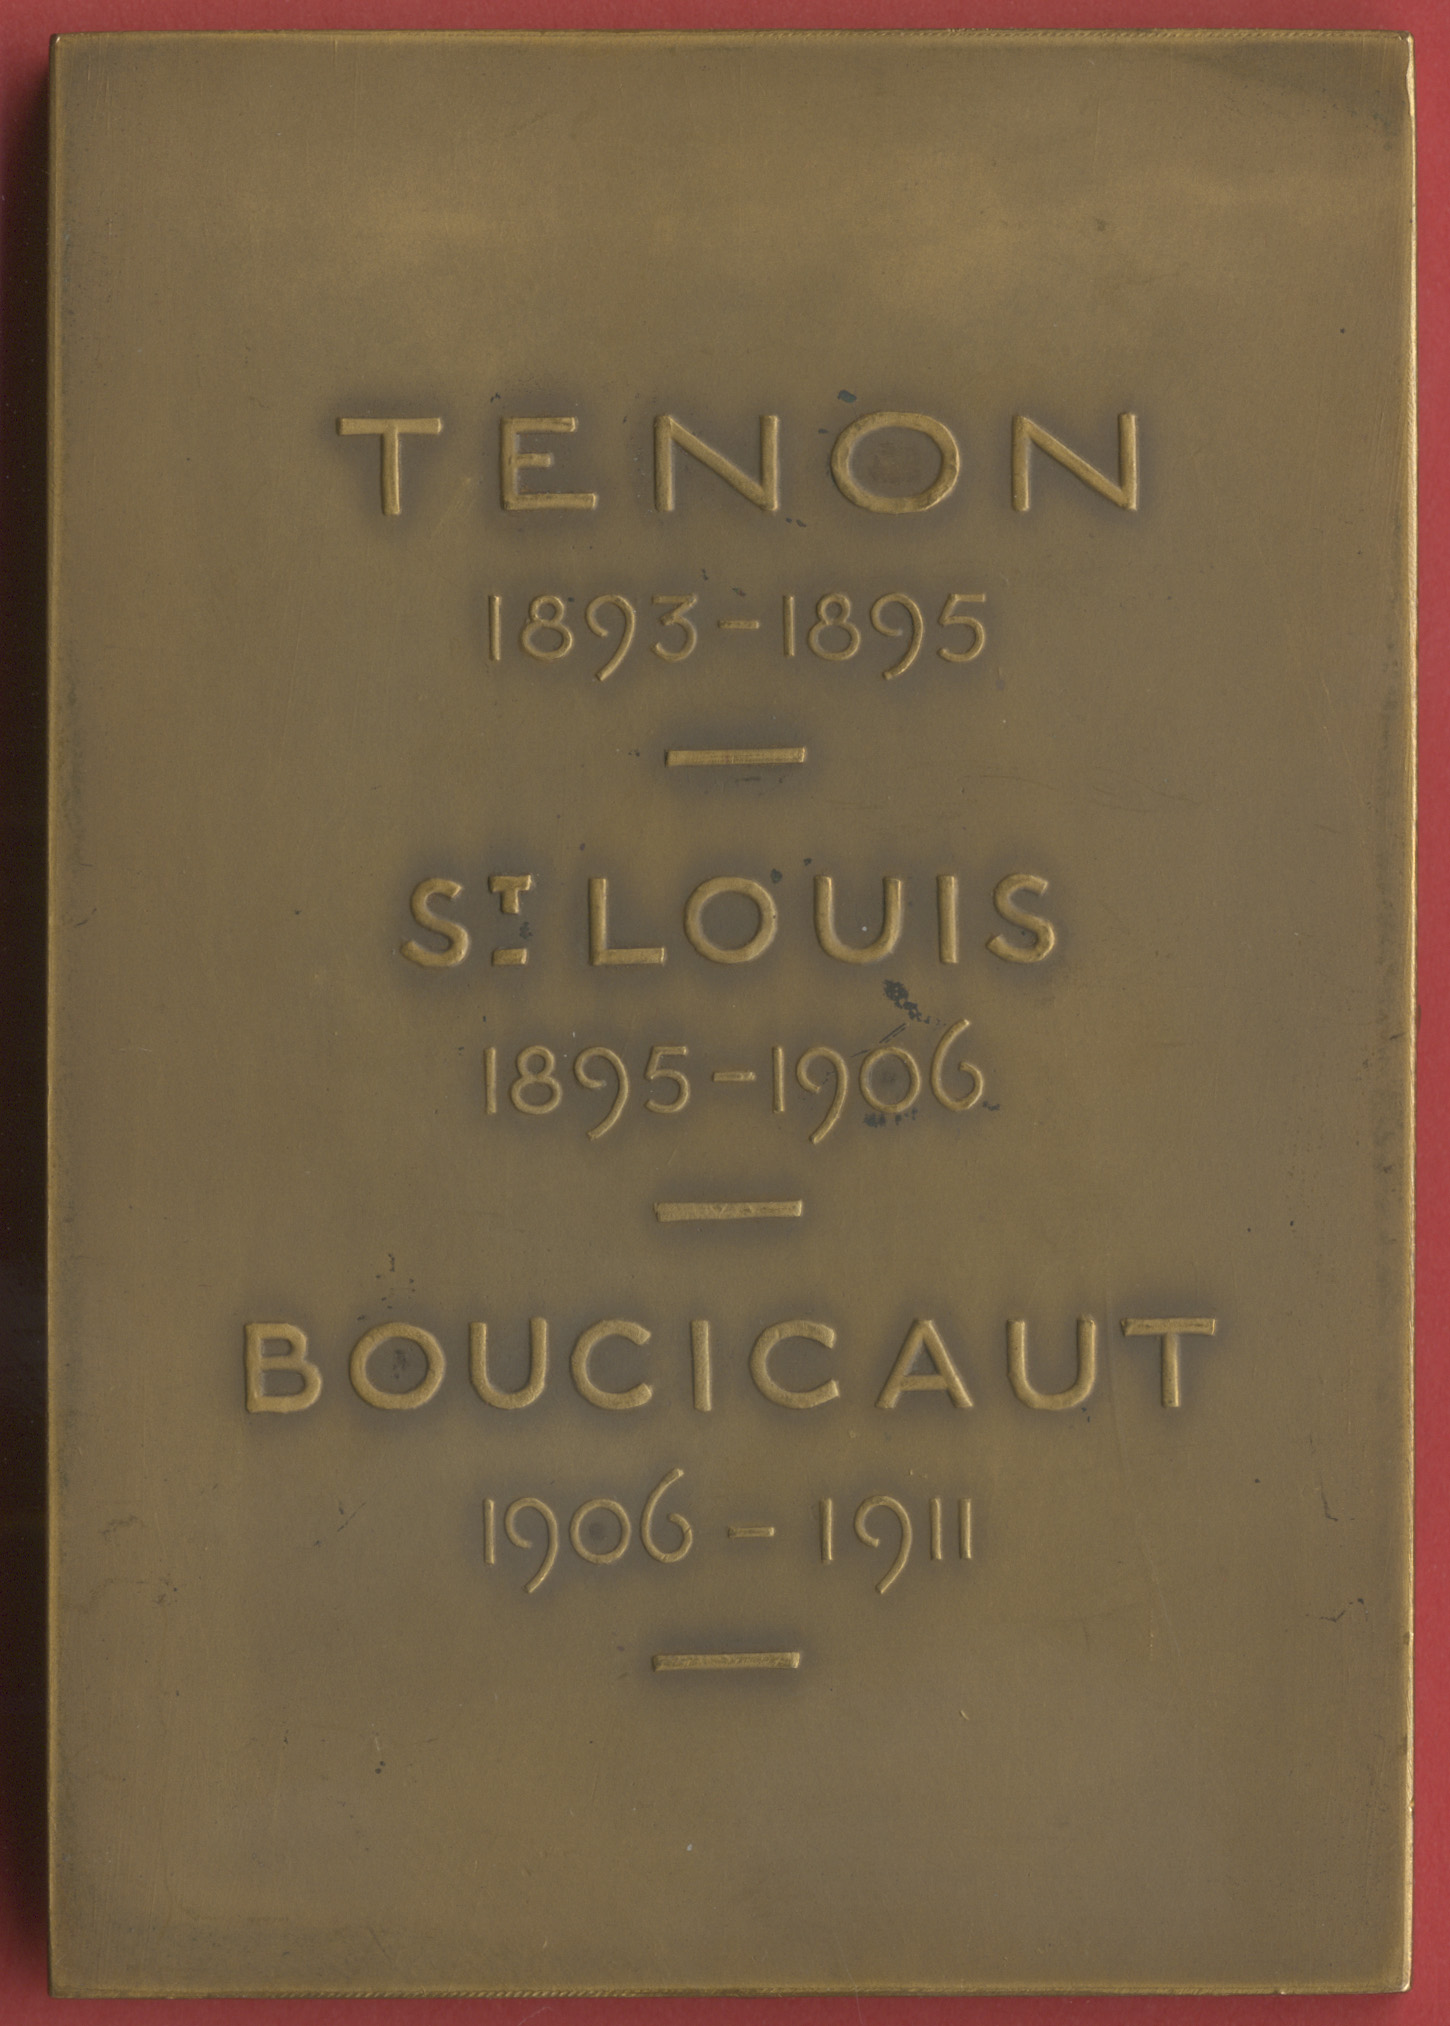 TENON
1893-1895
ST LOUIS
1895-1906
BOUCICAUT
1906-1911